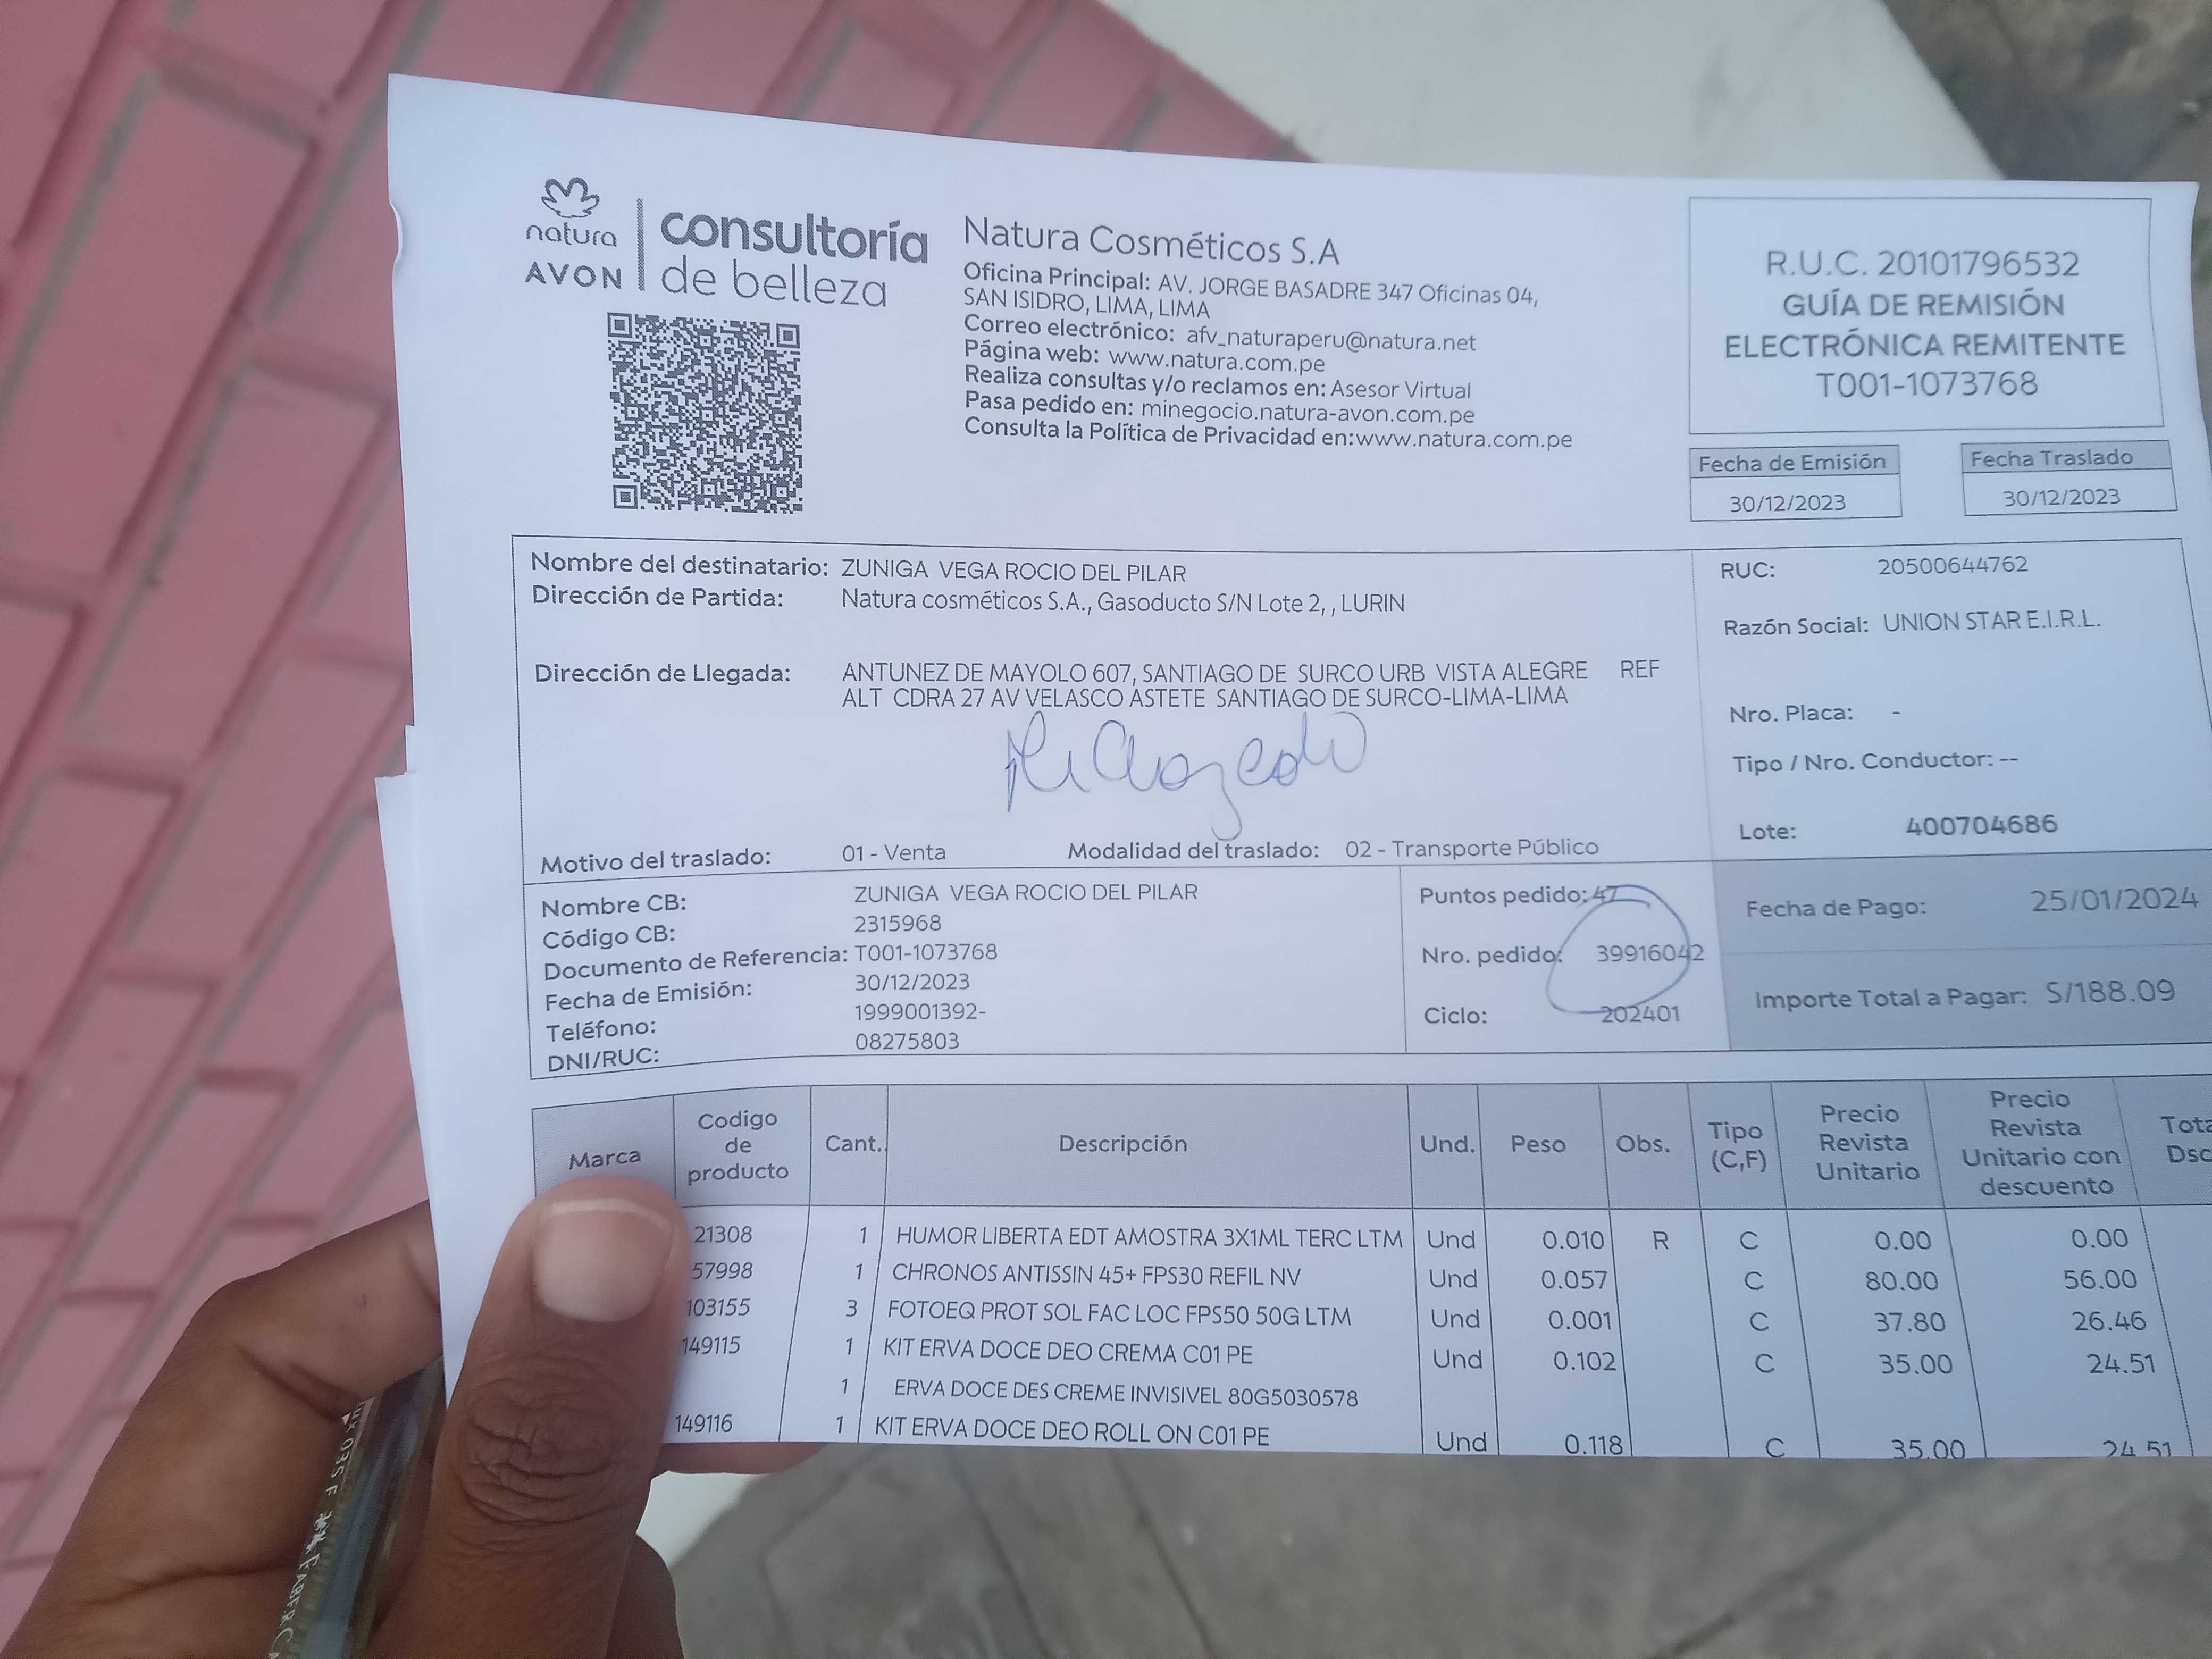 natura
AVON
consultoría
de belleza
Natura Cosméticos S.A
Oficina Principal: AV. JORGE BASADRE 347 Oficinas 04,
SAN ISIDRO, LIMA, LIMA
Correo electrónico: afv_naturaperu@natura.net
Página web: www.natura.com.pe
Realiza consultas y/o reclamos en: Asesor Virtual
Pasa pedido en: minegocio.natura-avon.com.pe
Consulta la Política de Privacidad en:www.natura.com.pe
R.U.C. 20101796532
GUÍA DE REMISIÓN
ELECTRÓNICA REMITENTE
T001-1073768
Fecha de Emisión
30/12/2023
Fecha Traslado
30/12/2023
Nombre del destinatario: ZUNIGA VEGA ROCIO DEL PILAR
Dirección de Partida: Natura cosméticos S.A., Gasoducto S/N Lote 2, , LURIN
Dirección de Llegada: ANTUNEZ DE MAYOLO 607, SANTIAGO DE SURCO URB VISTA ALEGRE REF
ALT CDRA 27 AV VELASCO ASTETE SANTIAGO DE SURCO-LIMA-LIMA
Motivo del traslado: 01 - Venta Modalidad del traslado: 02 - Transporte Público
RUC: 20500644762
Razón Social: UNION STAR E.I.R.L.
Nro. Placa: -
Tipo / Nro. Conductor: --
Lote: 400704686
Nombre CB: ZUNIGA VEGA ROCIO DEL PILAR
Código CB: 2315968
Documento de Referencia: T001-1073768
Fecha de Emisión: 30/12/2023
Teléfono: 1999001392-
DNI/RUC: 08275803
Puntos pedido: 47
Nro. pedido: 39916042
Ciclo: 202401
Fecha de Pago: 25/01/2024
Importe Total a Pagar: S/188.09
Marca
Codigo
de
producto
Cant.
Descripción
Und.
Peso
Obs.
Tipo
(C,F)
Precio
Revista
Unitario
Precio
Revista
Unitario con
descuento
21308 1 HUMOR LIBERTA EDT AMOSTRA 3X1ML TERC LTM Und 0.010 R C 0.00 0.00
57998 1 CHRONOS ANTISSIN 45+ FPS30 REFIL NV Und 0.057 C 80.00 56.00
103155 3 FOTOEQ PROT SOL FAC LOC FPS50 50G LTM Und 0.001 C 37.80 26.46
149115 1 KIT ERVA DOCE DEO CREMA C01 PE Und 0.102 C 35.00 24.51
1 ERVA DOCE DES CREME INVISIVEL 80G5030578
149116 1 KIT ERVA DOCE DEO ROLL ON C01 PE Und 0.118 C 35.00 24.51